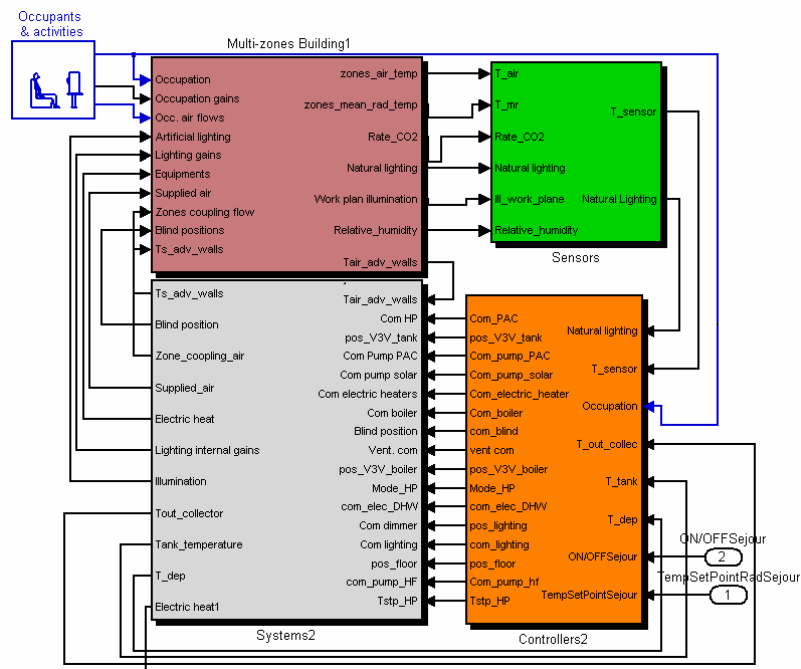 Occupants
& activities
Multi-zones Building1
Occupation
Occupation gains
Occ. air flows
Artificial lighting
Lighting gains
Equipments
Supplied air
Zones coupling flow
Blind positions
Ts_adv_walls
zones_air_temp
zones_mean_rad_temp
Rate_CO2
Natural lighting
Work plan illumination
Relative_humidity
Tair_adv_walls
T_air
T_mr
Rate_CO2
Natural lighting
Ill_work_plane
Relative_humidity
T_sensor
Natural Lighting
Sensors
Ts_adv_walls
Blind position
Zone_coopling_air
Supplied_air
Electric heat
Lighting internal gains
Illumination
Tout_collector
Tank_temperature
T_dep
Electric heat1
Tair_adv_walls
Com HP
pos_V3V_tank
Com Pump PAC
Com pump solar
Com electric heaters
Com boiler
Blind position
Vent. com
pos_V3V_boiler
Mode_HP
com_elec_DHW
Com dimmer
Com lighting
pos_floor
com_pump_HF
Tstp_HP
Systems2
Com_PAC
pos_V3V_tank
Com_pump_PAC
Com_pump_solar
Com_electric_heater
Com_boiler
com_blind
vent com
pos_V3V_boiler
Mode_HP
com_elec_DHW
pos_lighting
com_lighting
pos_floor
Com_pump_hf
Tstp_HP
Natural lighting
T_sensor
Occupation
T_out_collec
T_tank
T_dep
ON/OFFSejour
TempSetPointSejour
Controllers2
ON/OFFSejour
2
TempSetPointRadSejour
1